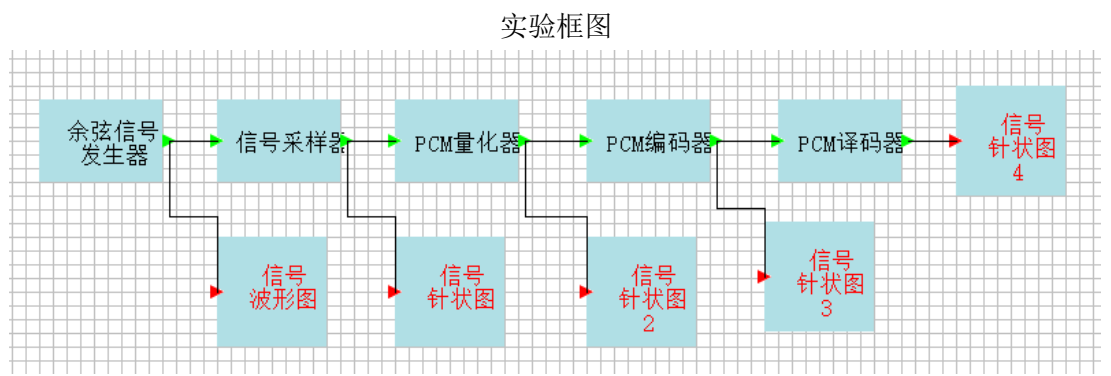 实验框图
余弦信号
发生器
信号采样器
PCM量化器
PCM编码器
PCM译码器
信号
针状图
4
信号
波形图
信号
针状图
信号
针状图
2
信号
针状图
3